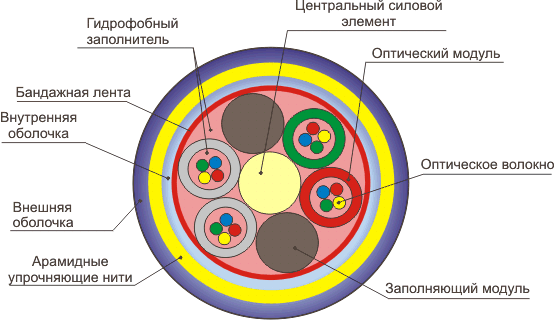 Центральный силовой
элемент
Гидрофобный
заполнитель
Оптический модуль
Бандажная лента
Внутренняя
оболочка
Оптическое волокно
Внешняя
оболочка
Арамидные
упрочняющие нити
Заполняющий модуль